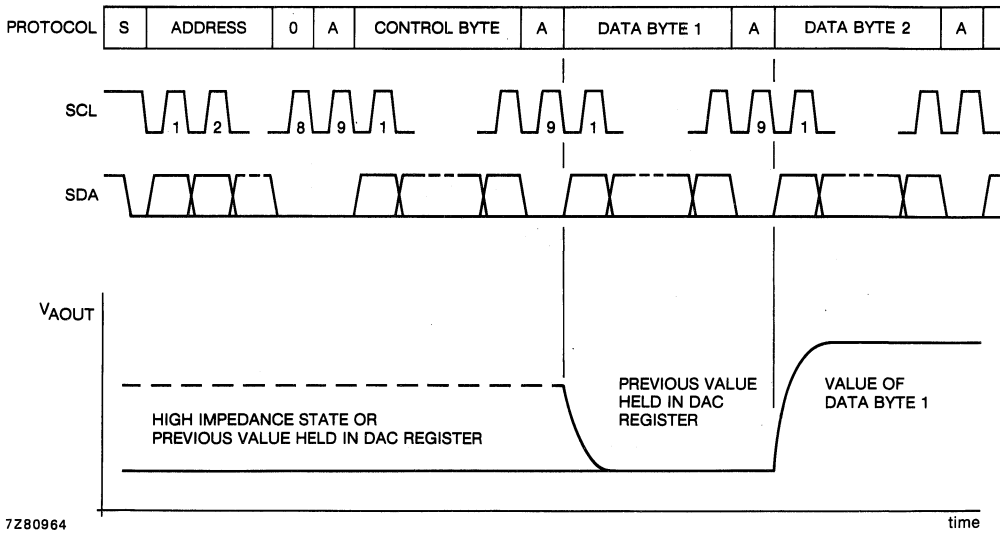 PROTOCOL S ADDRESS 0 A CONTROL BYTE A DATA BYTE 1 A DATA BYTE 2 A
SCL 1 2 8 9 1 9 1 9 1
SDA
VAOUT
HIGH IMPEDANCE STATE OR
PREVIOUS VALUE HELD IN DAC REGISTER
PREVIOUS VALUE
HELD IN DAC
REGISTER
VALUE OF
DATA BYTE 1
7Z80964
time